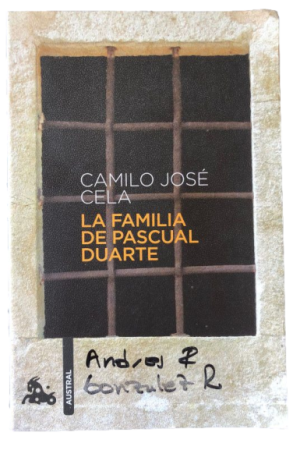 CAMILO JOSÉ
CELA
LA FAMILIA
DE PASCUAL
DUARTE
Andres R
Gonzalez R
AUSTRAL